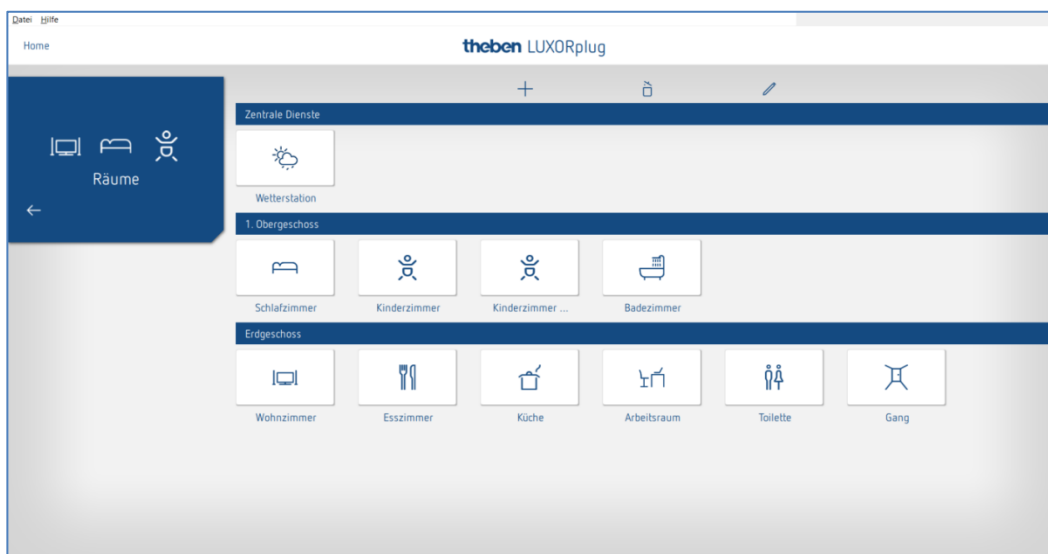 Datei Hilfe
Home
theben LUXORplug
Räume
Zentrale Dienste
Wetterstation
1. Obergeschoss
Schlafzimmer Kinderzimmer Kinderzimmer ... Badezimmer
Erdgeschoss
Wohnzimmer Esszimmer Küche Arbeitsraum Toilette Gang